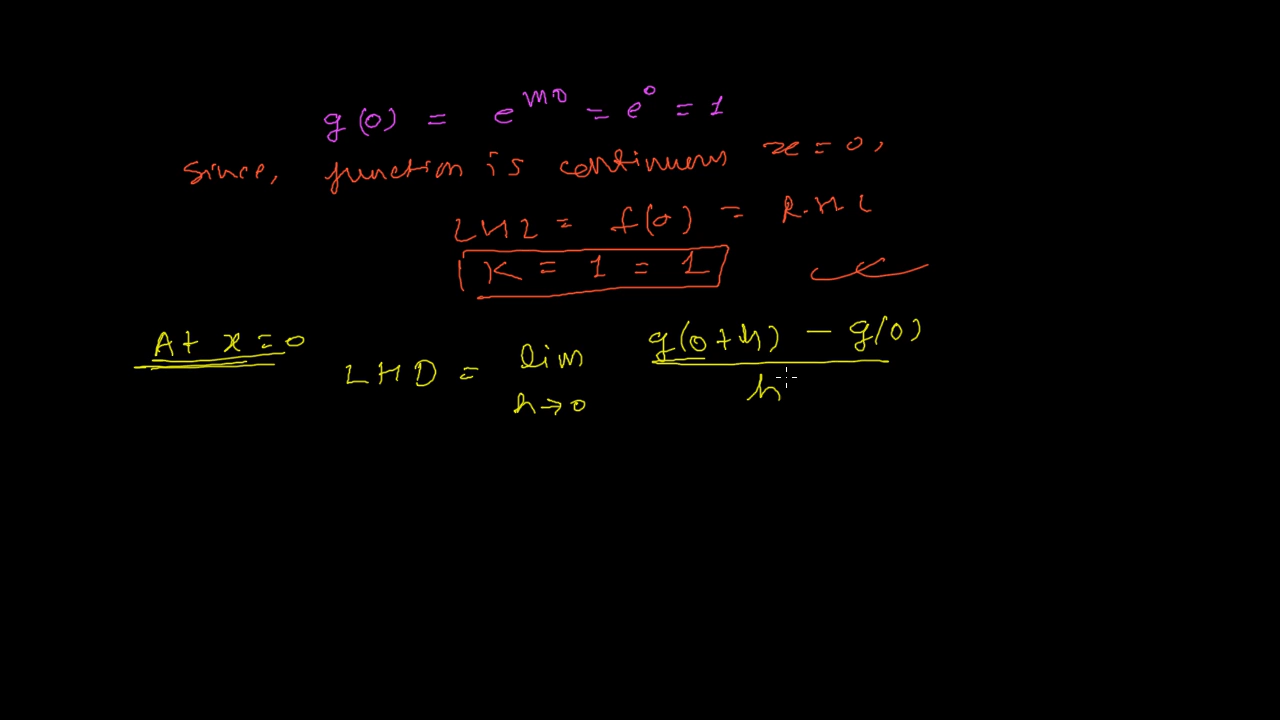 g(0) = e^{m0} = e^0 = 1
Since, function is continuous x = 0,
LHL = f(0) = R.H.L
K = 1 = 1
At x = 0
LHD = lim h→0 g(0+h) - g(0) / h